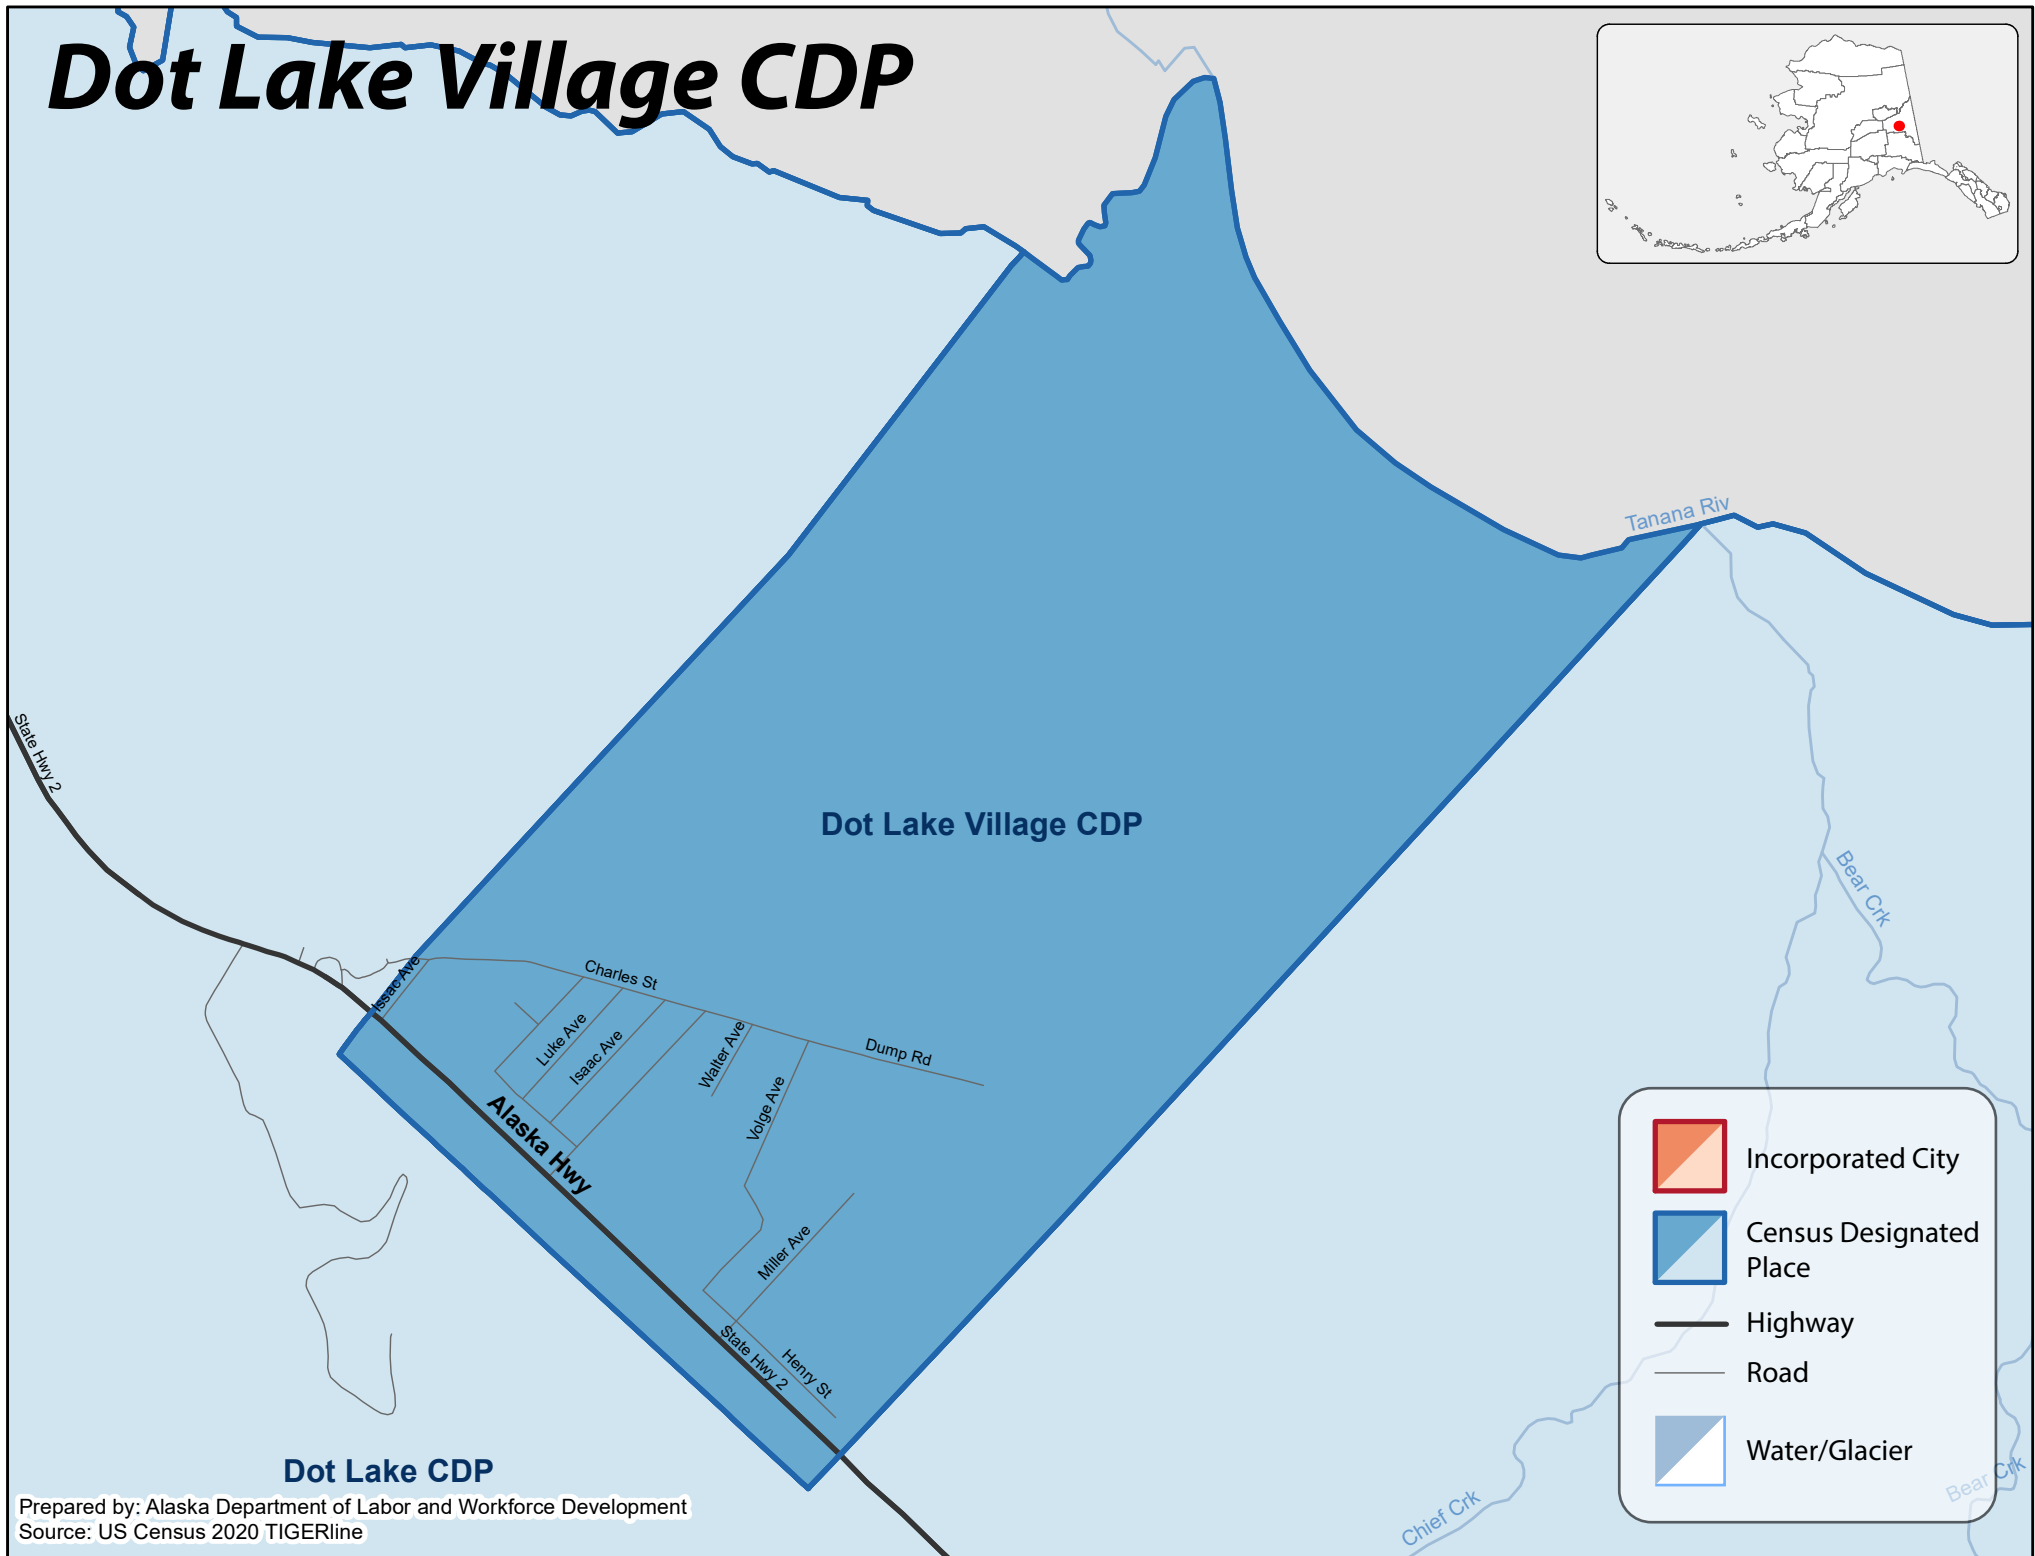 Dot Lake Village CDP
Tanana Riv
State Hwy 2
Dot Lake Village CDP
Bear Crk
Issac Ave
Charles St
Luke Ave
Isaac Ave
Walter Ave
Dump Rd
Volge Ave
Alaska Hwy
Miller Ave
State Hwy 2
Henry St
Incorporated City
Census Designated
Place
Highway
Road
Water/Glacier
Bear Crk
Chief Crk
Dot Lake CDP
Prepared by: Alaska Department of Labor and Workforce Development
Source: US Census 2020 TIGERline